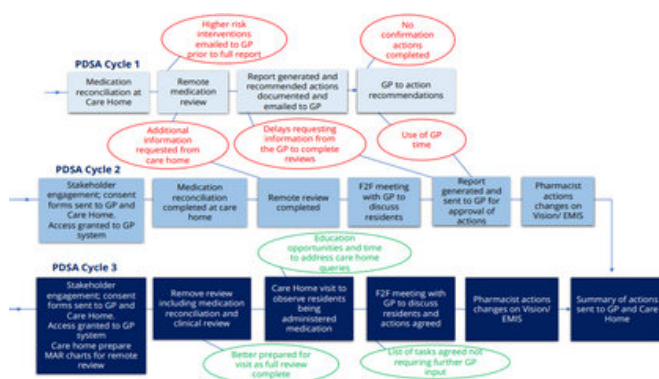 Higher risk
interventions
emailed to GP
prior to full report
No
confirmation
actions
completed
PDSA Cycle 1
Medication
reconciliation at
Care Home
Remote
medication
review
Report generated and
recommended actions
documented and
emailed to GP
GP to action
recommendations
Additional
information
requested from
care home
Delays requesting
information from
the GP to complete
reviews
Use of GP
time
PDSA Cycle 2
Stakeholder
engagement; consent
forms sent to GP and
Care Home.
Access granted to GP
system
Medication
reconciliation
completed at care
home
Remote review
completed
F2F meeting
with GP to
discuss
residents
Report
generated and
sent to GP for
approval of
actions
Pharmacist
actions
changes on
Vision/ EMIS
Education
opportunities and time
to address care home
queries
PDSA Cycle 3
Stakeholder
engagement; consent
forms sent to GP and
Care Home.
Access granted to GP
system
Care home prepare
MAR charts for remote
review
Remove review
including medication
reconciliation and
clinical review
Care Home visit to
observe residents
being
administered
medication
F2F meeting with
GP to discuss
residents and
actions agreed
Pharmacist actions
changes on Vision/
EMIS
Summary of actions
sent to GP and Care
Home
Better prepared for
visit as full review
complete
List of tasks agreed not
requiring further GP
input